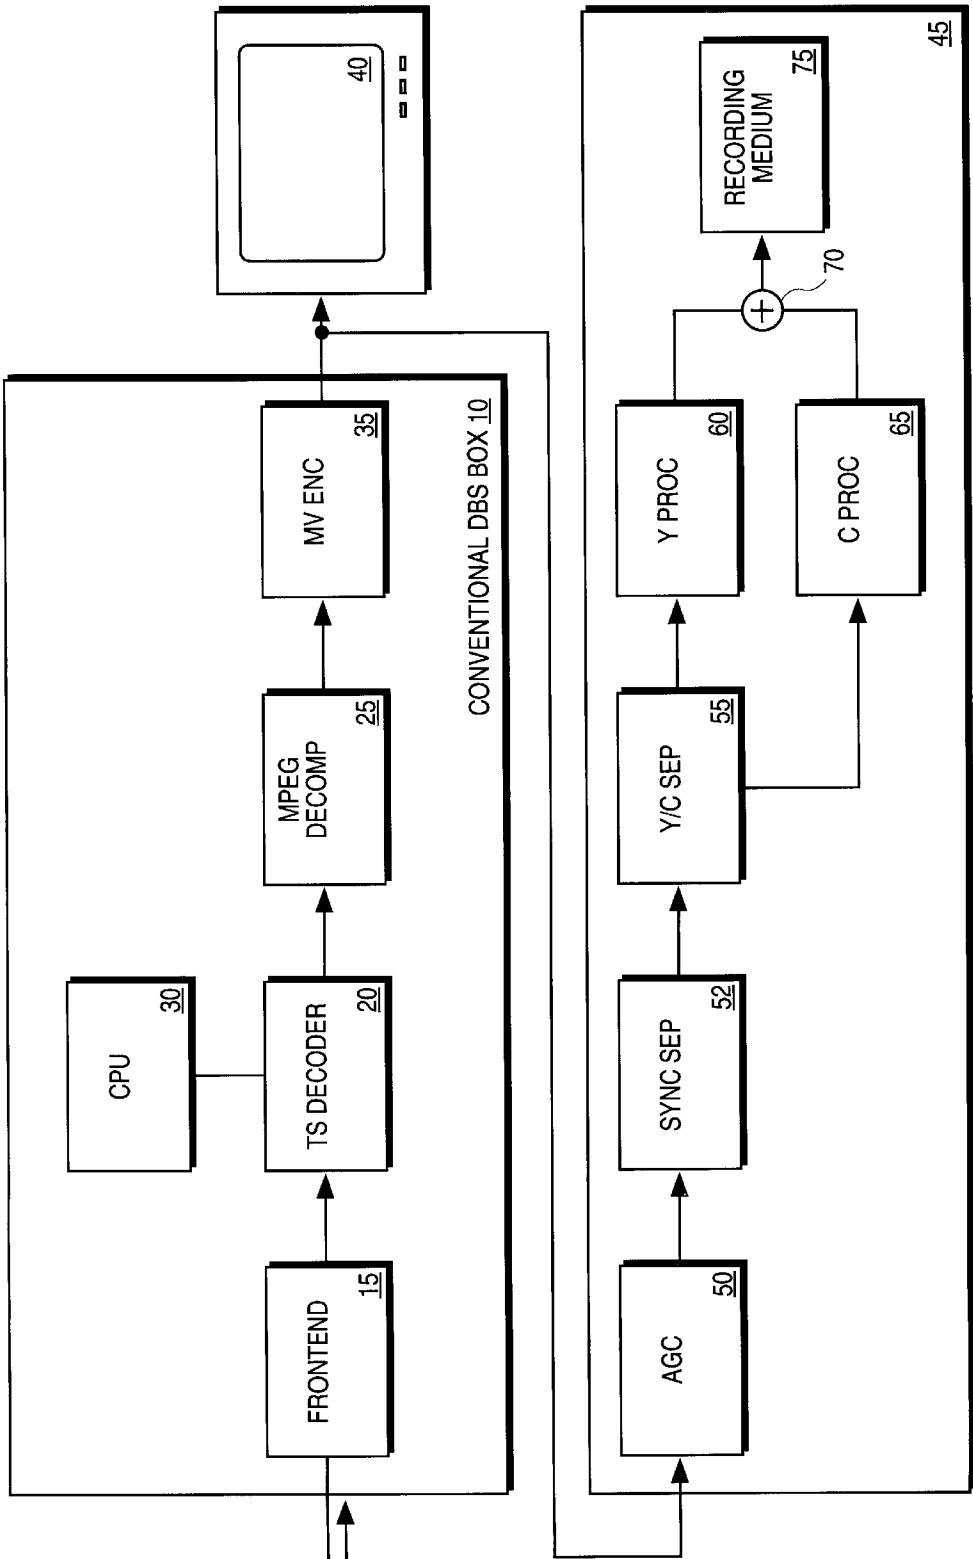 CPU
30
FRONTEND
15
TS DECODER
20
MPEG
DECOMP
25
MV ENC
35
CONVENTIONAL DBS BOX 10
40
AGC
50
SYNC SEP
52
Y/C SEP
55
Y PROC
60
C PROC
65
70
RECORDING
MEDIUM
75
45